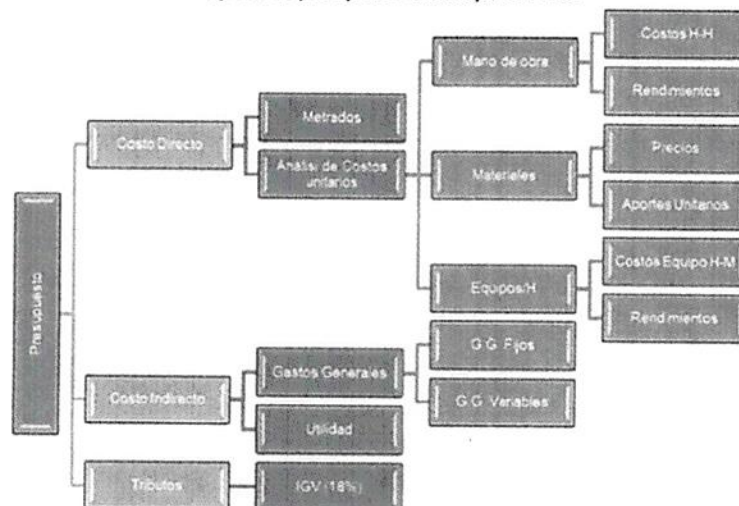 Presupuesto
Costo Directo
Metrados
Análisi de Costos
unitarios
Mano de obra
Costos H-H
Rendimientos
Materiales
Precios
Aportes Unitarios
Equipos/H
Costos Equipo H-M
Rendimientos
Costo Indirecto
Gastos Generales
G.G. Fijos
G.G. Variables
Utilidad
Tributos
IGV (18%)